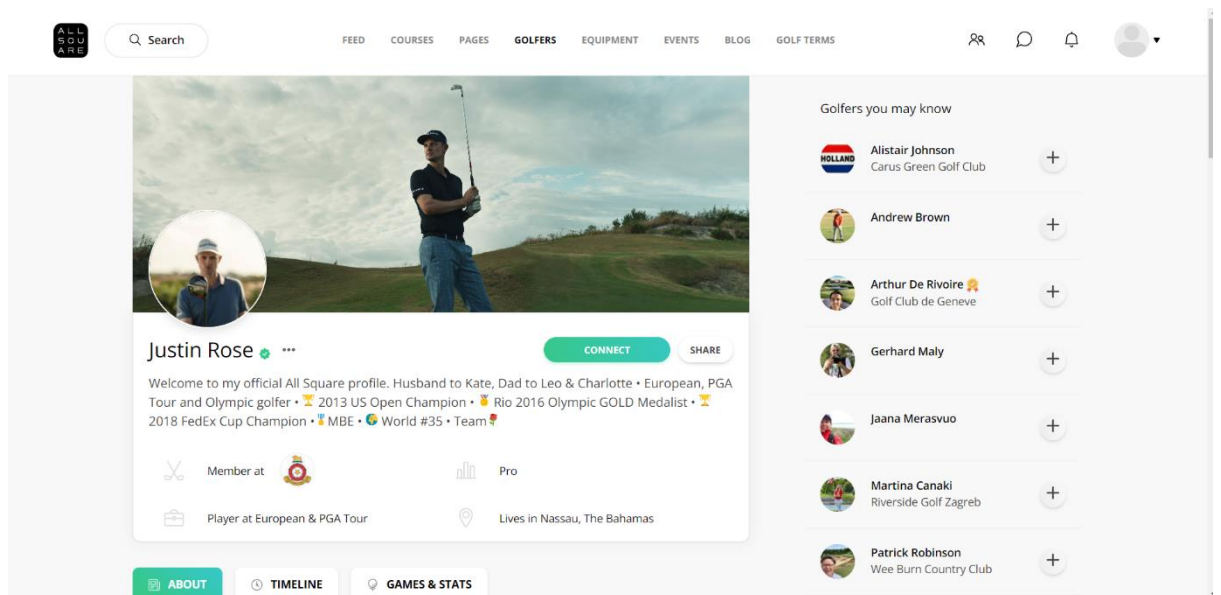 ALL
SQU
ARE
Search
FEED COURSES PAGES GOLFERS EQUIPMENT EVENTS BLOG GOLF TERMS
Justin Rose
CONNECT
SHARE
Welcome to my official All Square profile. Husband to Kate, Dad to Leo & Charlotte • European, PGA
Tour and Olympic golfer • 🏆 2013 US Open Champion • 🥇 Rio 2016 Olympic GOLD Medalist • 🏆
2018 FedEx Cup Champion • 🎖 MBE • 🌍 World #35 • Team🌹
Member at
Pro
Player at European & PGA Tour
Lives in Nassau, The Bahamas
ABOUT
TIMELINE
GAMES & STATS
Golfers you may know
HOLLAND
Alistair Johnson
Carus Green Golf Club
Andrew Brown
Arthur De Rivoire
Golf Club de Geneve
Gerhard Maly
Jaana Merasvuo
Martina Canaki
Riverside Golf Zagreb
Patrick Robinson
Wee Burn Country Club